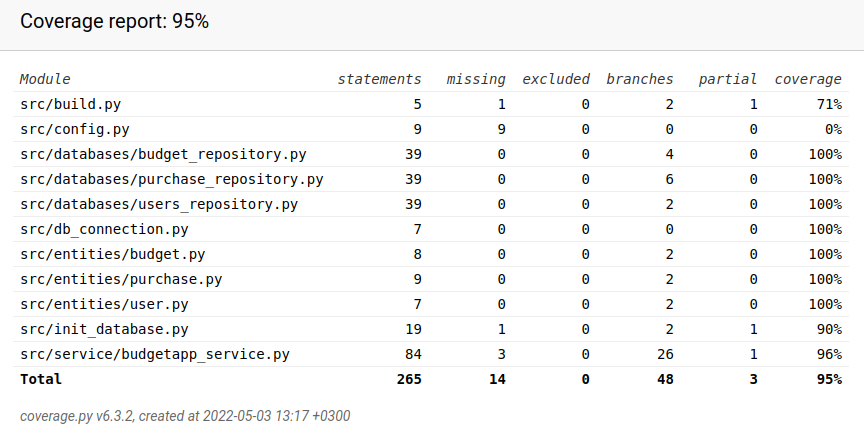 Coverage report: 95%
Module statements missing excluded branches partial coverage
src/build.py 5 1 0 2 1 71%
src/config.py 9 9 0 0 0 0%
src/databases/budget_repository.py 39 0 0 4 0 100%
src/databases/purchase_repository.py 39 0 0 6 0 100%
src/databases/users_repository.py 39 0 0 2 0 100%
src/db_connection.py 7 0 0 0 0 100%
src/entities/budget.py 8 0 0 2 0 100%
src/entities/purchase.py 9 0 0 2 0 100%
src/entities/user.py 7 0 0 2 0 100%
src/init_database.py 19 1 0 2 1 90%
src/service/budgetapp_service.py 84 3 0 26 1 96%
Total 265 14 0 48 3 95%
coverage.py v6.3.2, created at 2022-05-03 13:17 +0300